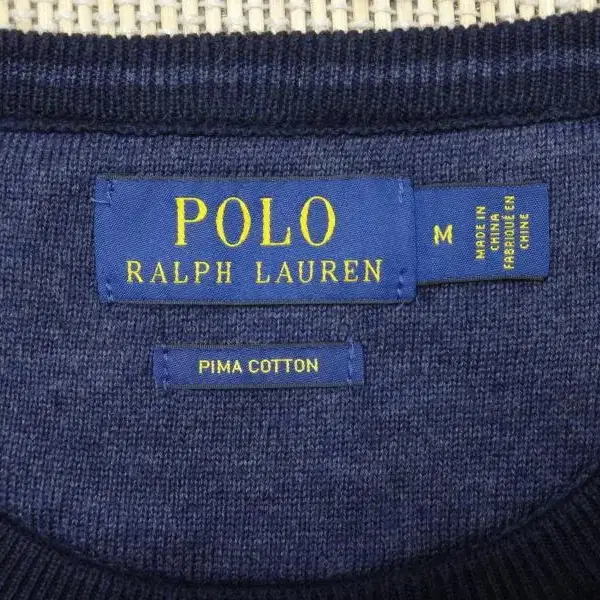 POLO
RALPH LAUREN
M
MADE IN
CHINA
FABRIQUÉ EN
CHINE
PIMA COTTON